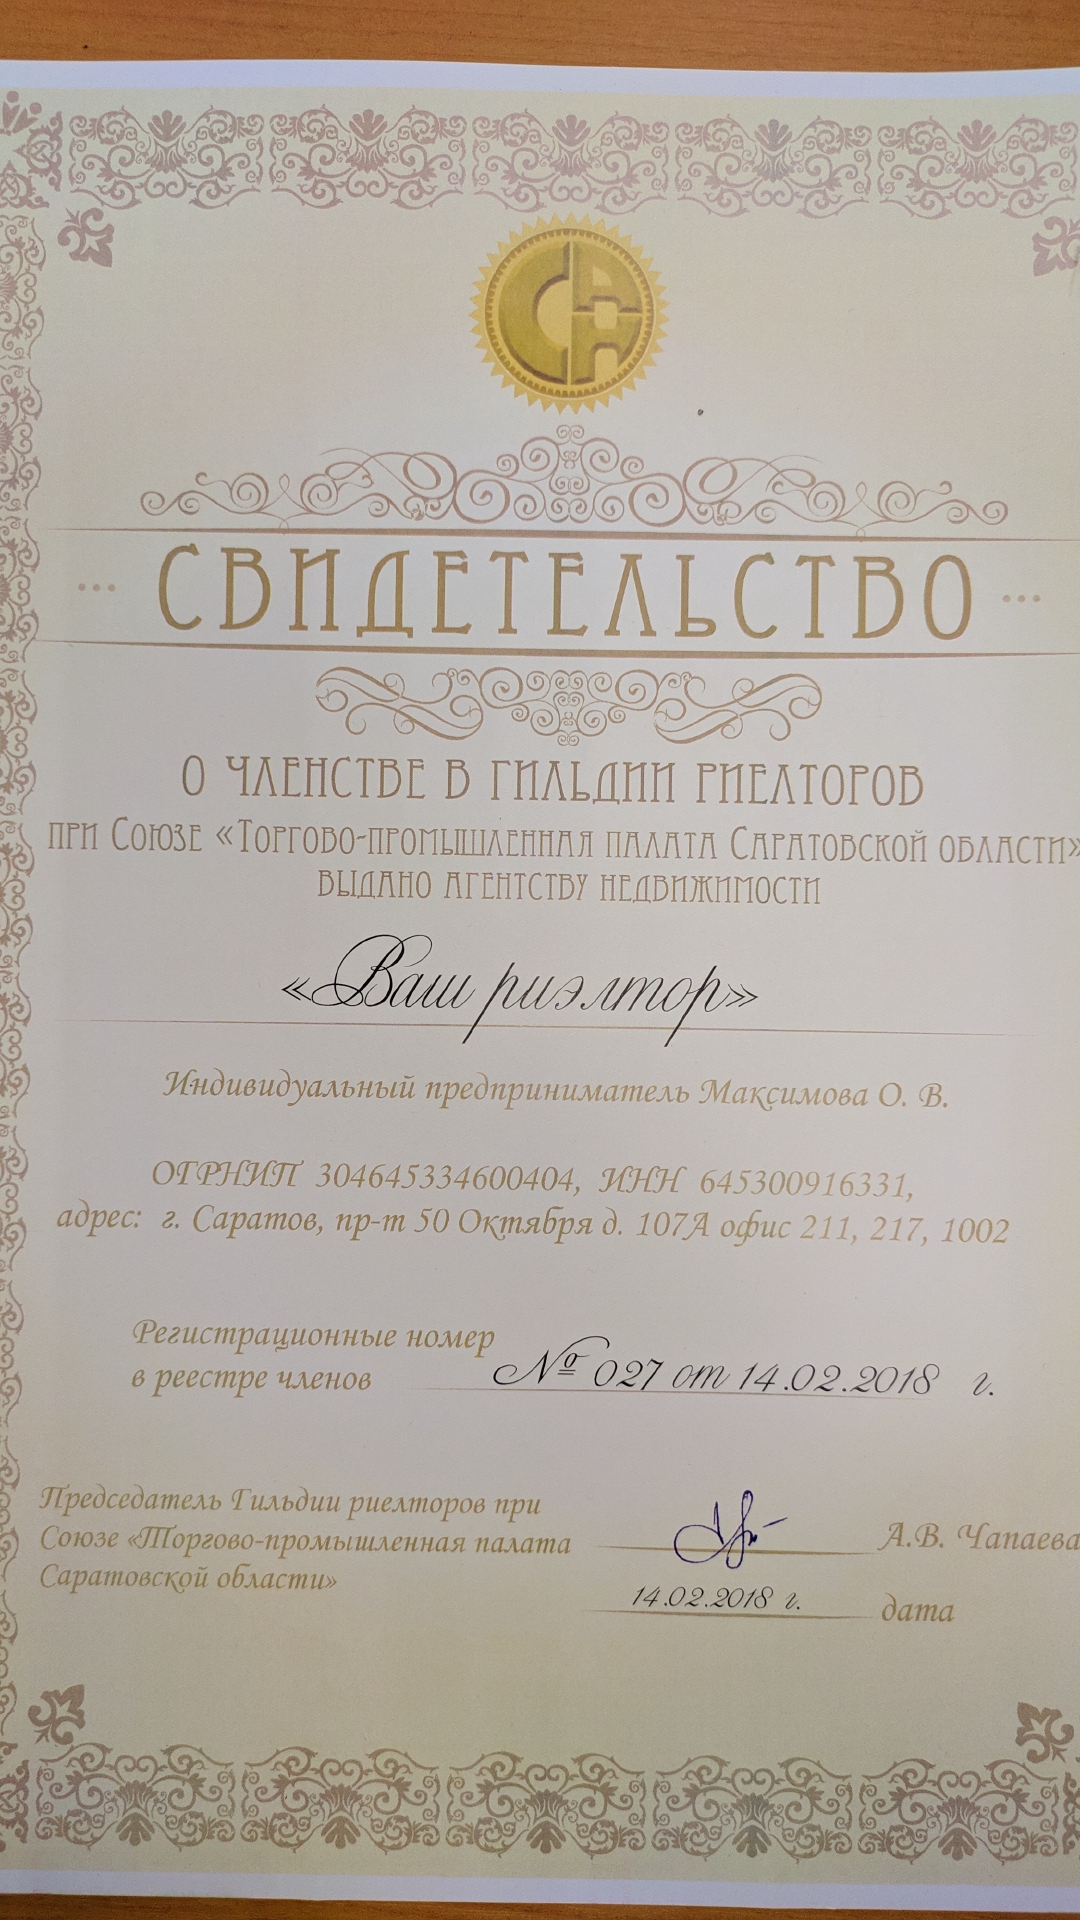 САН
... СВИДЕТЕЛЬСТВО ...
О ЧЛЕНСТВЕ В ГИЛЬДИИ РИЕЛТОРОВ
ПРИ СОЮЗЕ «ТОРГОВО-ПРОМЫШЛЕННАЯ ПАЛАТА САРАТОВСКОЙ ОБЛАСТИ»
ВЫДАНО АГЕНТСТВУ НЕДВИЖИМОСТИ
«Ваш риэлтор»
Индивидуальный предприниматель Максимова О. В.
ОГРНИП 304645334600404, ИНН 645300916331,
адрес: г. Саратов, пр-т 50 Октября д. 107А офис 211, 217, 1002
Регистрационные номер
в реестре членов № 027 от 14.02.2018 г.
Председатель Гильдии риелторов при
Союзе «Торгово-промышленная палата А.В. Чапаева
Саратовской области»
14.02.2018 г. дата